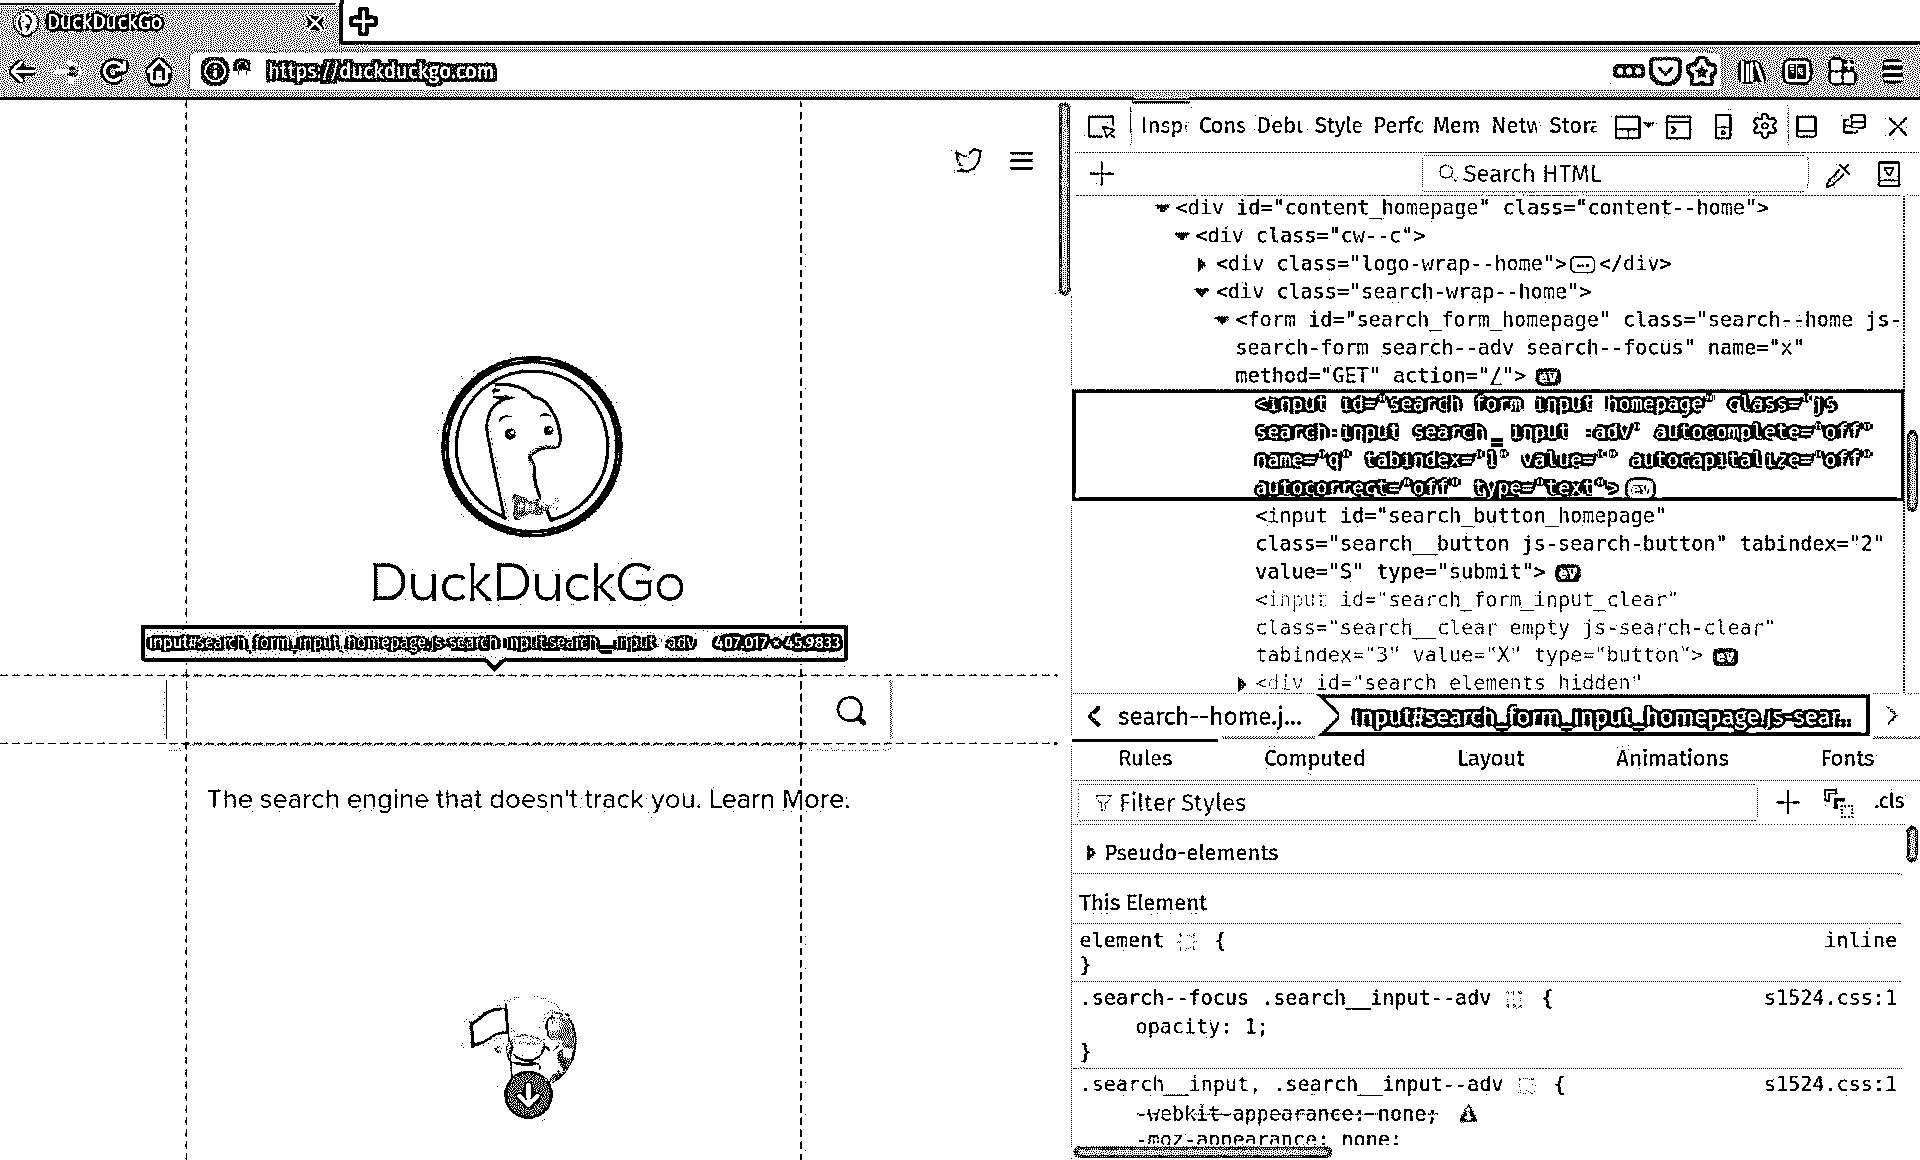 DuckDuckGo
https://duckduckgo.com
Insp Cons Debu Style Perfo Mem Netw Stora
Search HTML
<div id="content_homepage" class="content--home">
<div class="cw--c">
<div class="logo-wrap--home"></div>
<div class="search-wrap--home">
<form id="search_form_homepage" class="search--home js-
search-form search--adv search--focus" name="x"
method="GET" action="/"> ev
<input id="search_form_input_homepage" class="js-
search-input search__input--adv" autocomplete="off"
name="q" tabindex="1" value="" autocapitalize="off"
autocorrect="off" type="text"> ev
<input id="search_button_homepage"
class="search__button js-search-button" tabindex="2"
value="S" type="submit"> ev
<input id="search_form_input_clear"
class="search__clear empty js-search-clear"
tabindex="3" value="X" type="button"> ev
<div id="search_elements_hidden"
DuckDuckGo
input#search_form_input_homepage.js-search-input.search__input--adv 407.017 × 45.9833
The search engine that doesn't track you. Learn More.
search--home.j... input#search_form_input_homepage.js-sear...
Rules Computed Layout Animations Fonts
Filter Styles .cls
Pseudo-elements
This Element
element { inline
}
.search--focus .search__input--adv { s1524.css:1
opacity: 1;
}
.search__input, .search__input--adv { s1524.css:1
-webkit-appearance: none;
-moz-appearance: none;